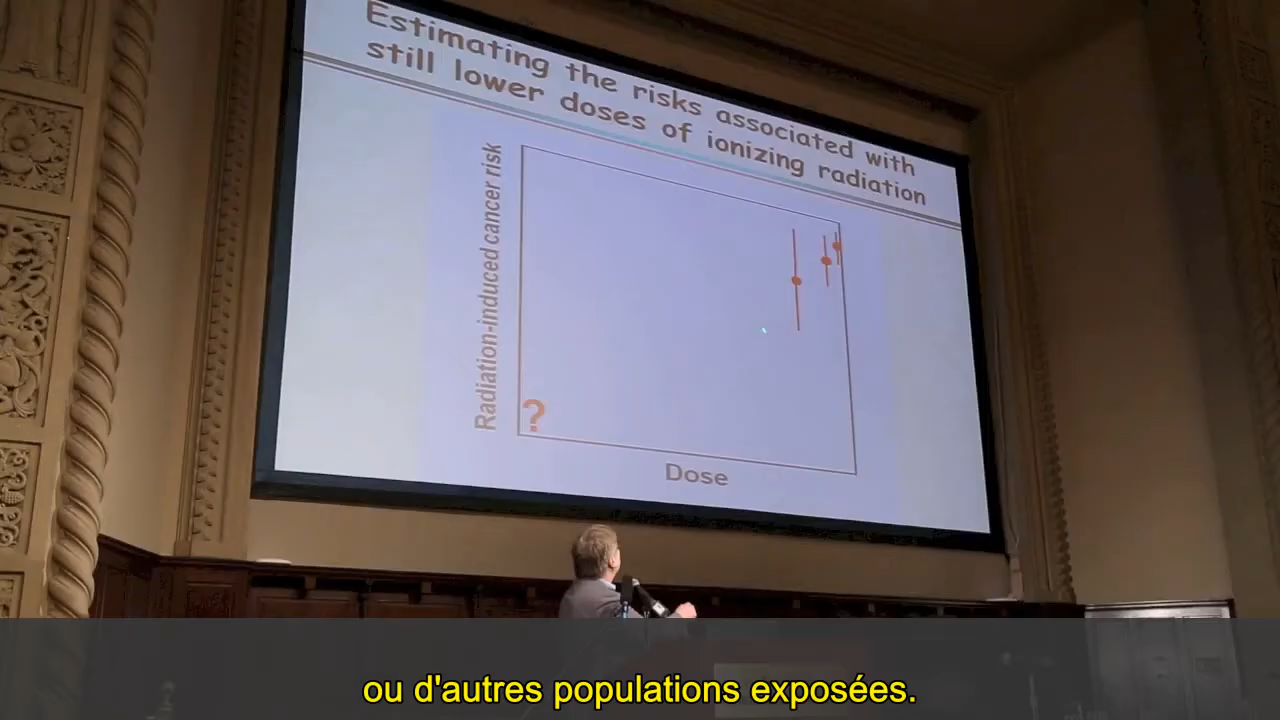 Estimating the risks associated with
still lower doses of ionizing radiation
Radiation-induced cancer risk
?
Dose
ou d'autres populations exposées.